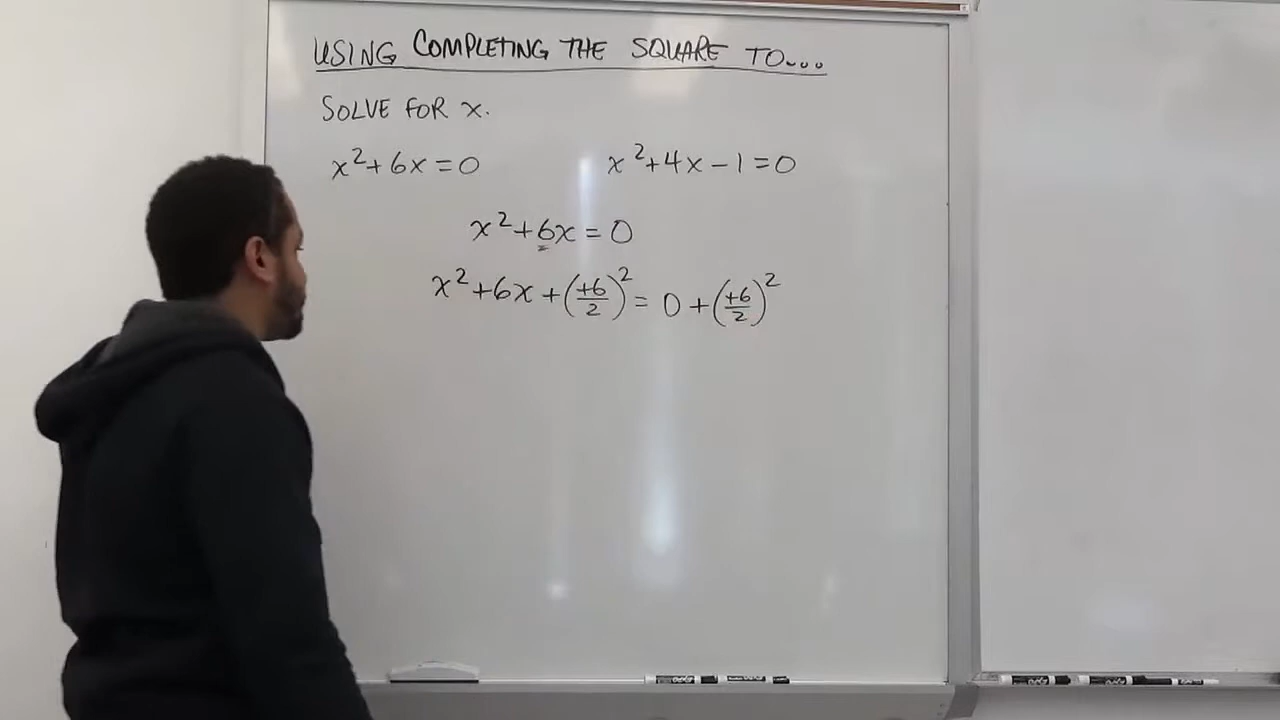 USING COMPLETING THE SQUARE TO...
SOLVE FOR x.
x²+6x=0 x²+4x-1=0
x²+6x=0
x²+6x+(+6/2)²=0+(+6/2)²